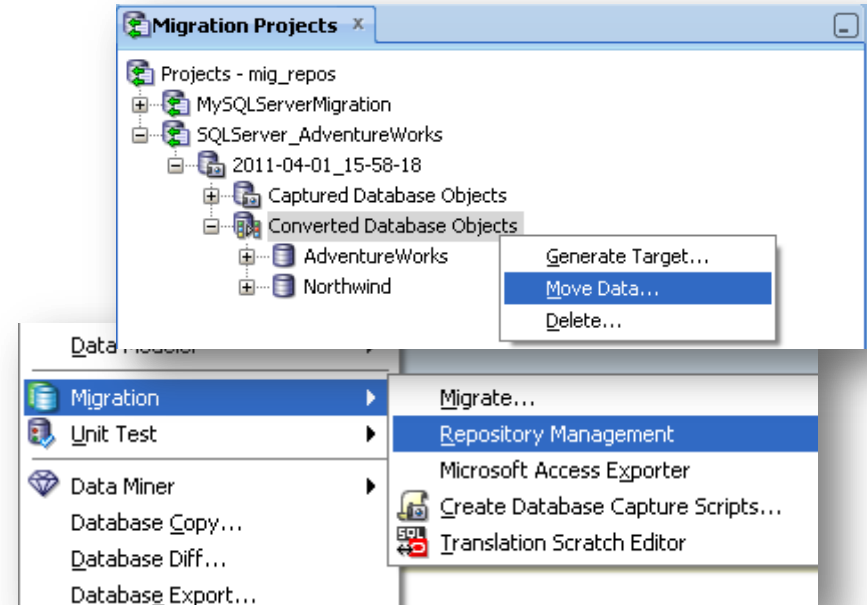 Migration Projects x
Projects - mig_repos
MySQLServerMigration
SQLServer_AdventureWorks
2011-04-01_15-58-18
Captured Database Objects
Converted Database Objects
AdventureWorks
Northwind
Generate Target...
Move Data...
Delete...
Data Modeler
Migration
Unit Test
Data Miner
Database Copy...
Database Diff...
Database Export...
Migrate...
Repository Management
Microsoft Access Exporter
Create Database Capture Scripts...
Translation Scratch Editor